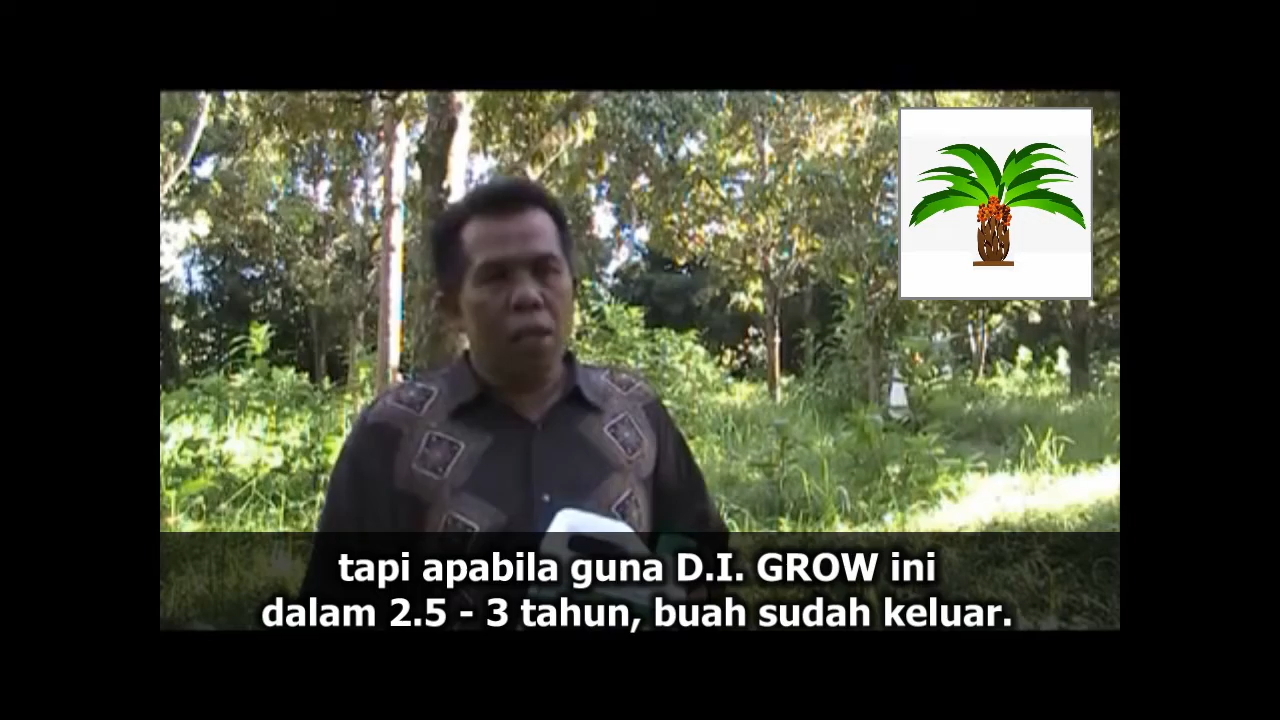 tapi apabila guna D.I. GROW ini
dalam 2.5 - 3 tahun, buah sudah keluar.